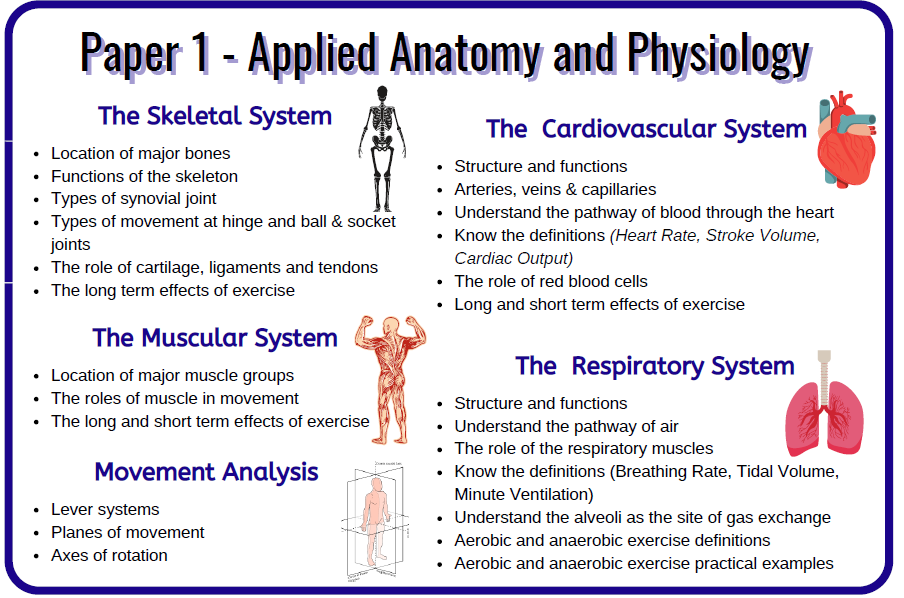 Paper 1 - Applied Anatomy and Physiology
The Skeletal System
• Location of major bones
• Functions of the skeleton
• Types of synovial joint
• Types of movement at hinge and ball & socket
joints
• The role of cartilage, ligaments and tendons
• The long term effects of exercise
The Muscular System
• Location of major muscle groups
• The roles of muscle in movement
• The long and short term effects of exercise
Movement Analysis
• Lever systems
• Planes of movement
• Axes of rotation
The Cardiovascular System
• Structure and functions
• Arteries, veins & capillaries
• Understand the pathway of blood through the heart
• Know the definitions (Heart Rate, Stroke Volume,
Cardiac Output)
• The role of red blood cells
• Long and short term effects of exercise
The Respiratory System
• Structure and functions
• Understand the pathway of air
• The role of the respiratory muscles
• Know the definitions (Breathing Rate, Tidal Volume,
Minute Ventilation)
• Understand the alveoli as the site of gas exchange
• Aerobic and anaerobic exercise definitions
• Aerobic and anaerobic exercise practical examples